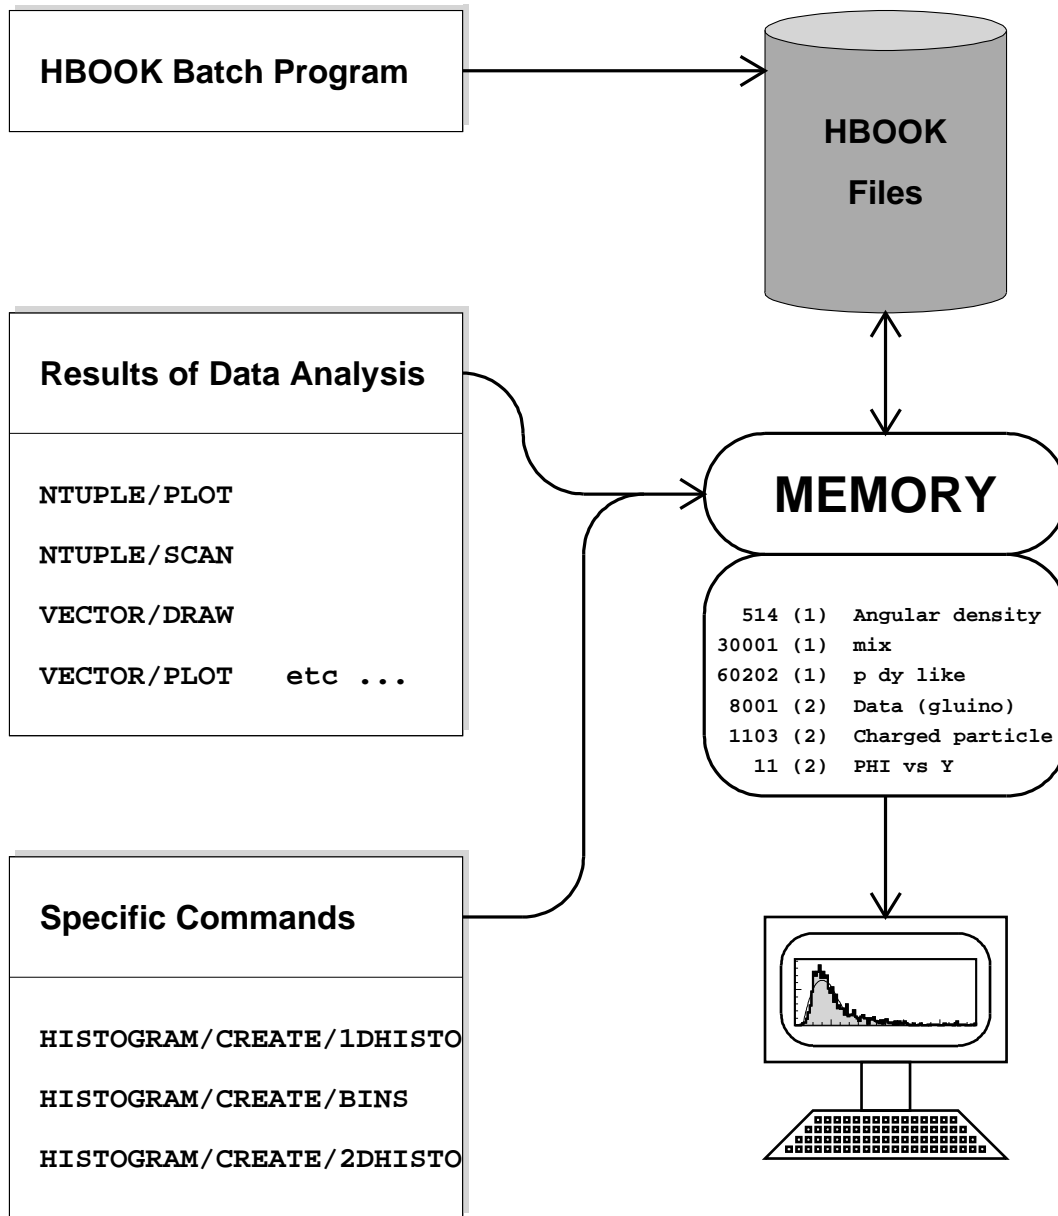 HBOOK Batch Program
HBOOK
Files
Results of Data Analysis
NTUPLE/PLOT
NTUPLE/SCAN
VECTOR/DRAW
VECTOR/PLOT etc ...
MEMORY
514 (1) Angular density
30001 (1) mix
60202 (1) p dy like
8001 (2) Data (gluino)
1103 (2) Charged particle
11 (2) PHI vs Y
Specific Commands
HISTOGRAM/CREATE/1DHISTO
HISTOGRAM/CREATE/BINS
HISTOGRAM/CREATE/2DHISTO